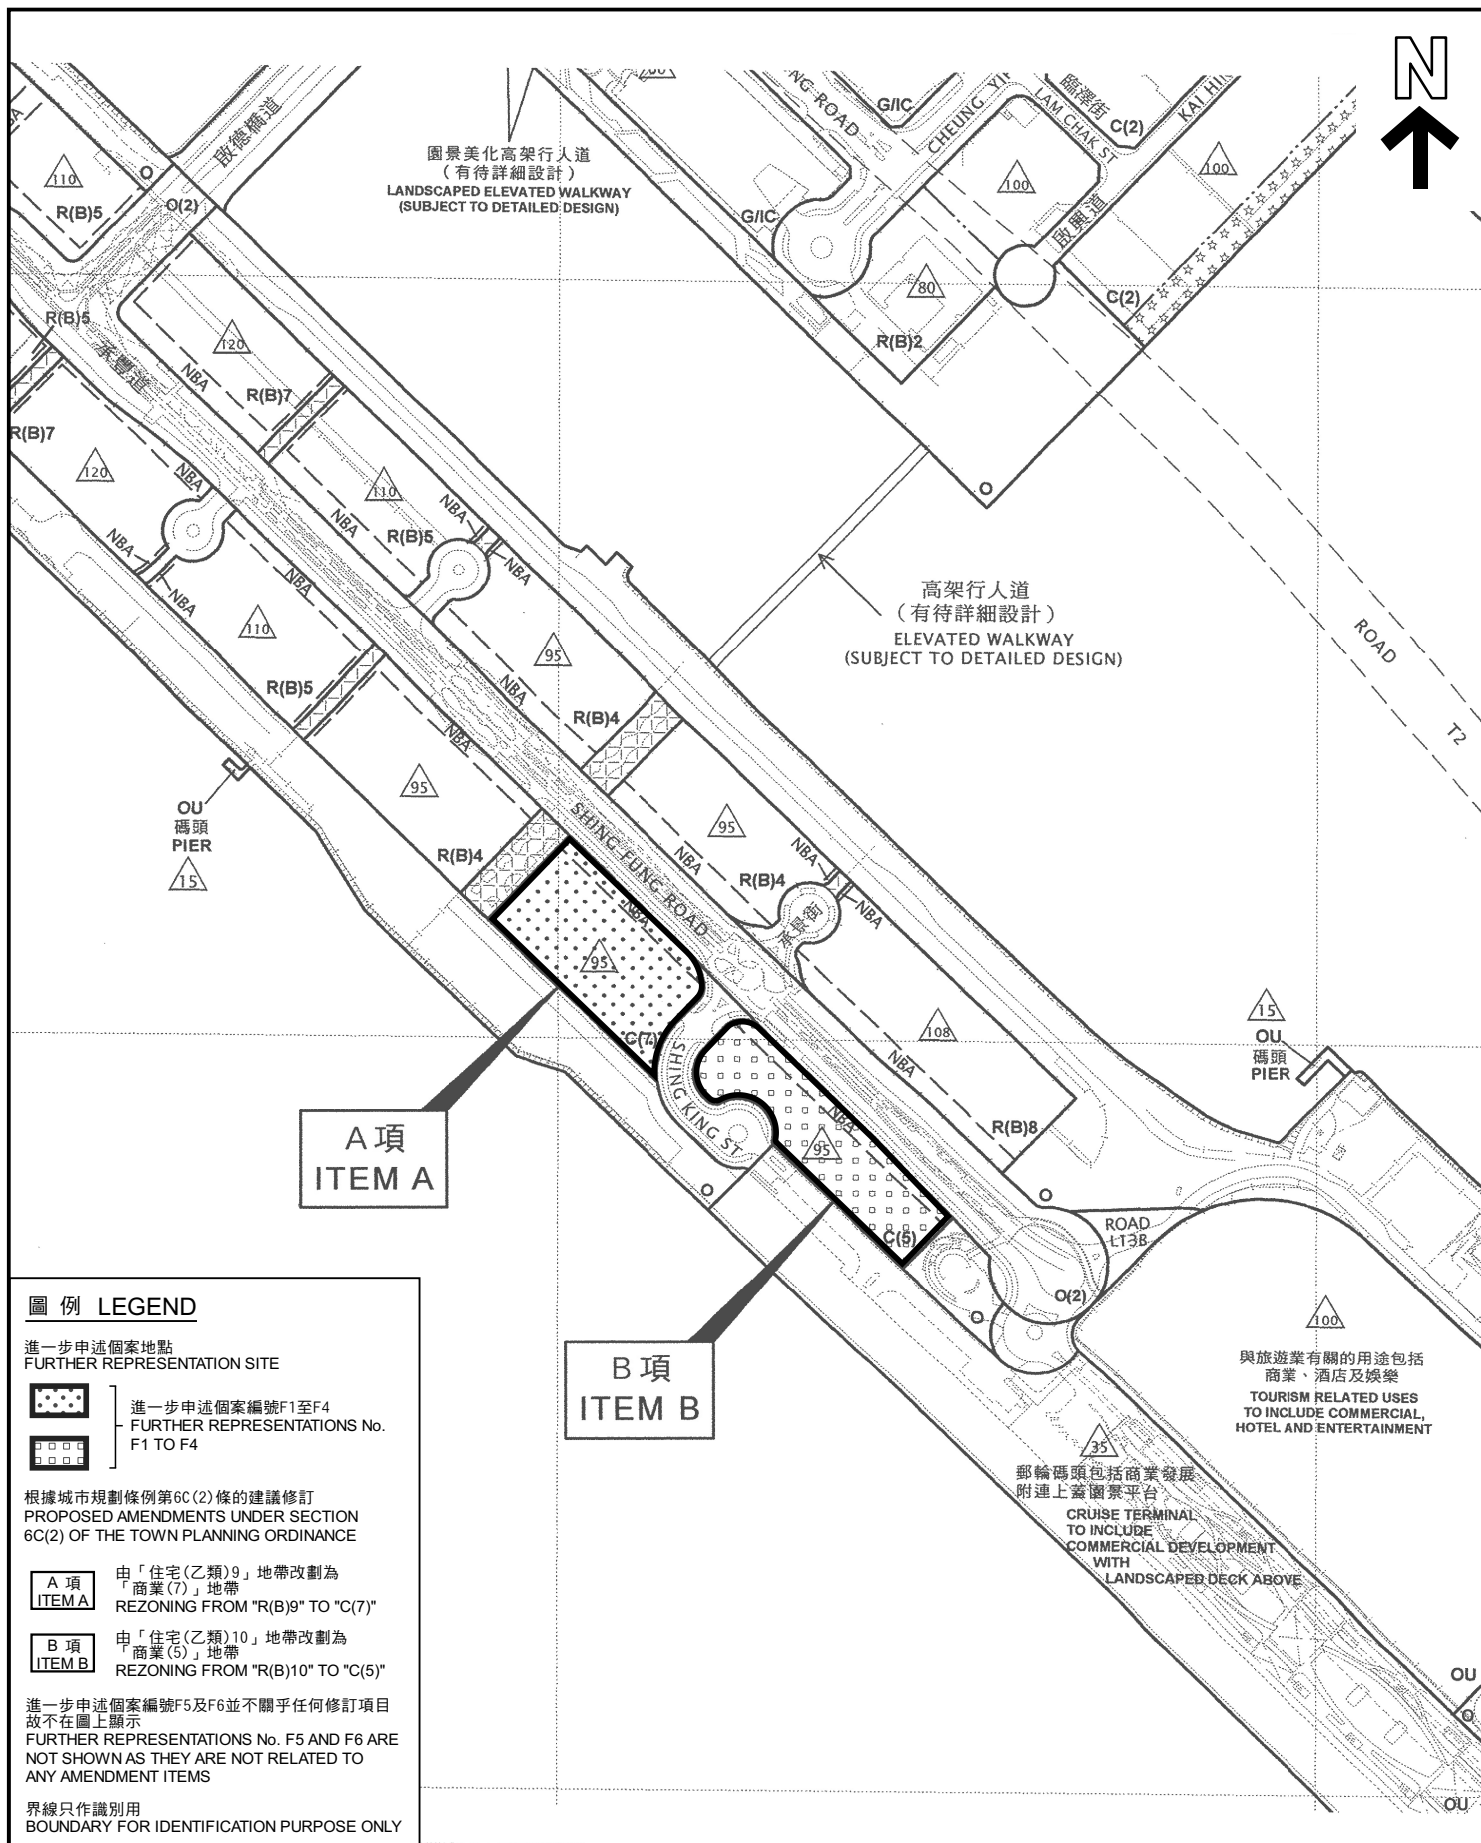 N
園景美化高架行人道
（有待詳細設計）
LANDSCAPED ELEVATED WALKWAY
(SUBJECT TO DETAILED DESIGN)
啟德橋道
NG ROAD
G/IC
CHEUNG YIP
臨澤街
LAM CHAK ST
C(2)
KAI HIN
100
100
啟興道
G/IC
80
R(B)2
C(2)
O
110
R(B)5
O
O(2)
R(B)5
120
承豐道
NBA
R(B)7
R(B)7
120
NBA
110
NBA
R(B)5
NBA
NBA
NBA
NBA
NBA
110
95
高架行人道
（有待詳細設計）
ELEVATED WALKWAY
(SUBJECT TO DETAILED DESIGN)
ROAD
T2
R(B)5
NBA
R(B)4
NBA
95
OU
碼頭
PIER
15
R(B)4
SHING FUNG ROAD
95
NBA
R(B)4
NBA
NBA
承景街
NBA
95
C(7)
SHING KING ST
108
NBA
R(B)8
15
OU
碼頭
PIER
A 項
ITEM A
NBA
95
C(5)
O
O
ROAD
L13B
O(2)
O
B 項
ITEM B
100
與旅遊業有關的用途包括
商業、酒店及娛樂
TOURISM RELATED USES
TO INCLUDE COMMERCIAL,
HOTEL AND ENTERTAINMENT
35
郵輪碼頭包括商業發展
附連上蓋園景平台
CRUISE TERMINAL
TO INCLUDE
COMMERCIAL DEVELOPMENT
WITH
LANDSCAPED DECK ABOVE
OU
O
OU
圖 例 LEGEND
進一步申述個案地點
FURTHER REPRESENTATION SITE
進一步申述個案編號F1至F4
FURTHER REPRESENTATIONS No.
F1 TO F4
根據城市規劃條例第6C(2)條的建議修訂
PROPOSED AMENDMENTS UNDER SECTION
6C(2) OF THE TOWN PLANNING ORDINANCE
A 項
ITEM A
由「住宅(乙類)9」地帶改劃為
「商業(7)」地帶
REZONING FROM "R(B)9" TO "C(7)"
B 項
ITEM B
由「住宅(乙類)10」地帶改劃為
「商業(5)」地帶
REZONING FROM "R(B)10" TO "C(5)"
進一步申述個案編號F5及F6並不關乎任何修訂項目
故不在圖上顯示
FURTHER REPRESENTATIONS No. F5 AND F6 ARE
NOT SHOWN AS THEY ARE NOT RELATED TO
ANY AMENDMENT ITEMS
界線只作識別用
BOUNDARY FOR IDENTIFICATION PURPOSE ONLY